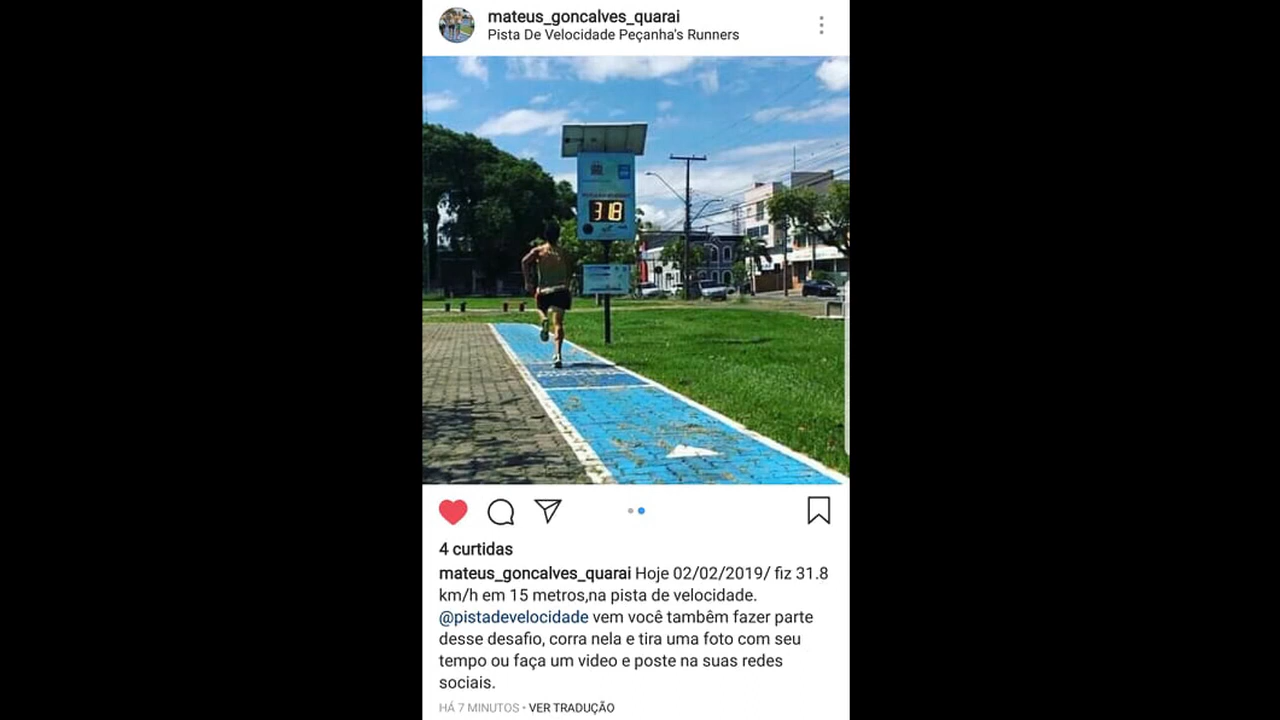 mateus_goncalves_quarai
Pista De Velocidade Peçanha's Runners
31.8
4 curtidas
mateus_goncalves_quarai Hoje 02/02/2019/ fiz 31.8
km/h em 15 metros,na pista de velocidade.
@pistadevelocidade vem você tambêm fazer parte
desse desafio, corra nela e tira uma foto com seu
tempo ou faça um video e poste na suas redes
sociais.
HÁ 7 MINUTOS • VER TRADUÇÃO